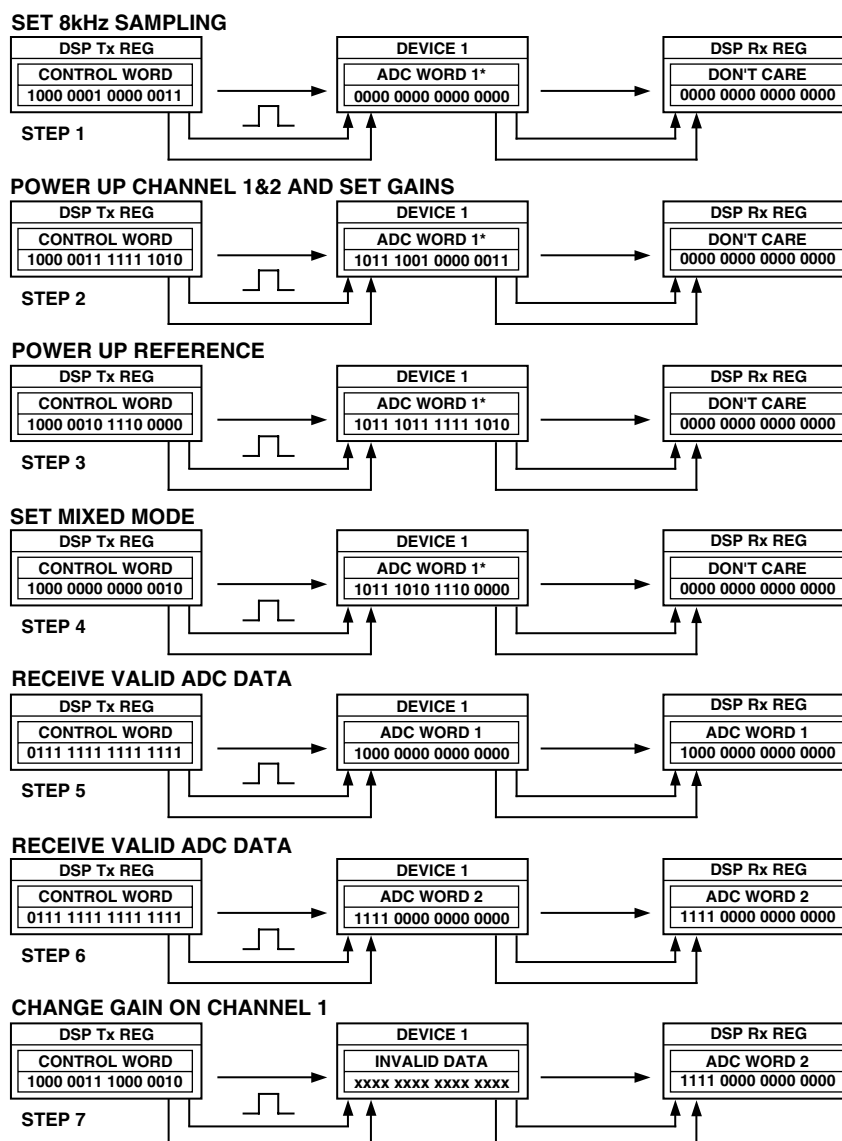 SET 8kHz SAMPLING
DSP Tx REG
CONTROL WORD
1000 0001 0000 0011
DEVICE 1
ADC WORD 1*
0000 0000 0000 0000
DSP Rx REG
DON'T CARE
0000 0000 0000 0000
STEP 1
POWER UP CHANNEL 1&2 AND SET GAINS
DSP Tx REG
CONTROL WORD
1000 0011 1111 1010
DEVICE 1
ADC WORD 1*
1011 1001 0000 0011
DSP Rx REG
DON'T CARE
0000 0000 0000 0000
STEP 2
POWER UP REFERENCE
DSP Tx REG
CONTROL WORD
1000 0010 1110 0000
DEVICE 1
ADC WORD 1*
1011 1011 1111 1010
DSP Rx REG
DON'T CARE
0000 0000 0000 0000
STEP 3
SET MIXED MODE
DSP Tx REG
CONTROL WORD
1000 0000 0000 0010
DEVICE 1
ADC WORD 1*
1011 1010 1110 0000
DSP Rx REG
DON'T CARE
0000 0000 0000 0000
STEP 4
RECEIVE VALID ADC DATA
DSP Tx REG
CONTROL WORD
0111 1111 1111 1111
DEVICE 1
ADC WORD 1
1000 0000 0000 0000
DSP Rx REG
ADC WORD 1
1000 0000 0000 0000
STEP 5
RECEIVE VALID ADC DATA
DSP Tx REG
CONTROL WORD
0111 1111 1111 1111
DEVICE 1
ADC WORD 2
1111 0000 0000 0000
DSP Rx REG
ADC WORD 2
1111 0000 0000 0000
STEP 6
CHANGE GAIN ON CHANNEL 1
DSP Tx REG
CONTROL WORD
1000 0011 1000 0010
DEVICE 1
INVALID DATA
xxxx xxxx xxxx xxxx
DSP Rx REG
ADC WORD 2
1111 0000 0000 0000
STEP 7